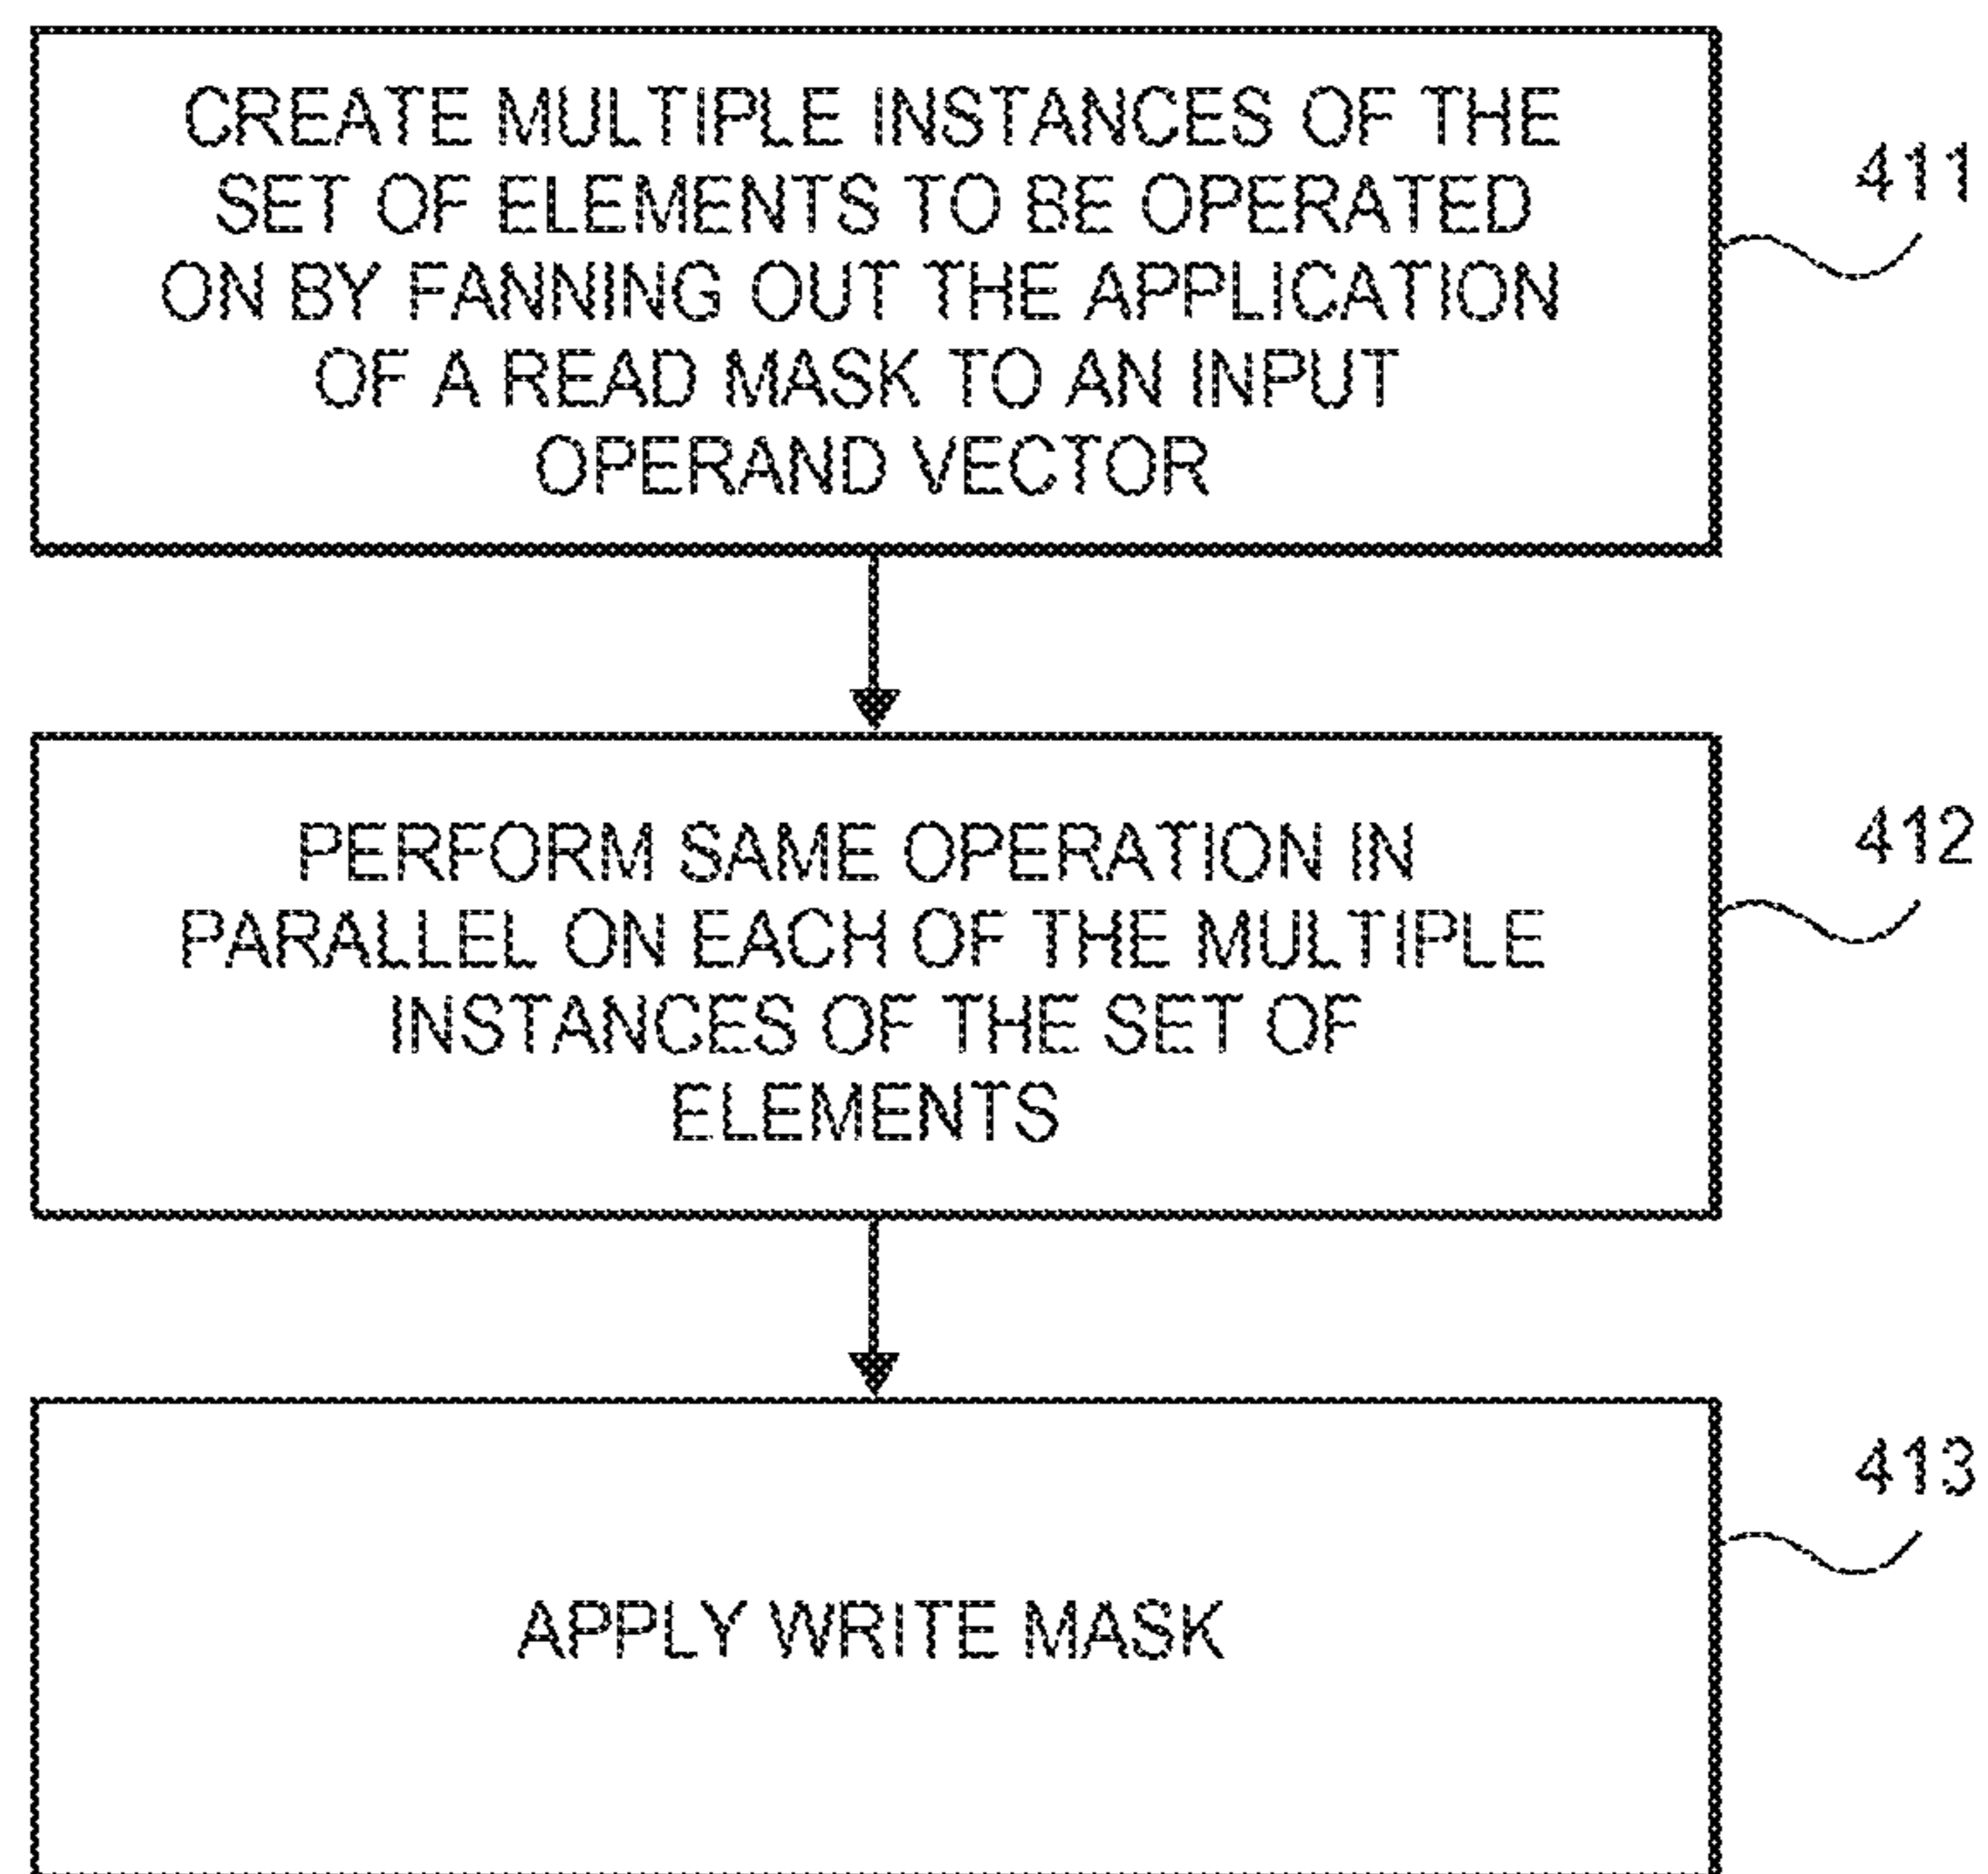 CREATE MULTIPLE INSTANCES OF THE
SET OF ELEMENTS TO BE OPERATED
ON BY FANNING OUT THE APPLICATION
OF A READ MASK TO AN INPUT
OPERAND VECTOR
411
PERFORM SAME OPERATION IN
PARALLEL ON EACH OF THE MULTIPLE
INSTANCES OF THE SET OF
ELEMENTS
412
APPLY WRITE MASK
413